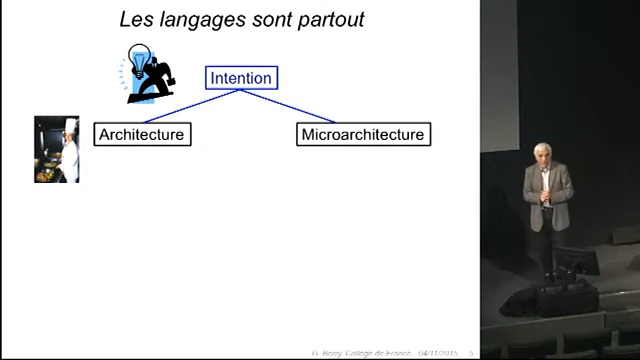 Les langages sont partout
Intention
Architecture
Microarchitecture
G. Berry, Collège de France 04/11/2015 5